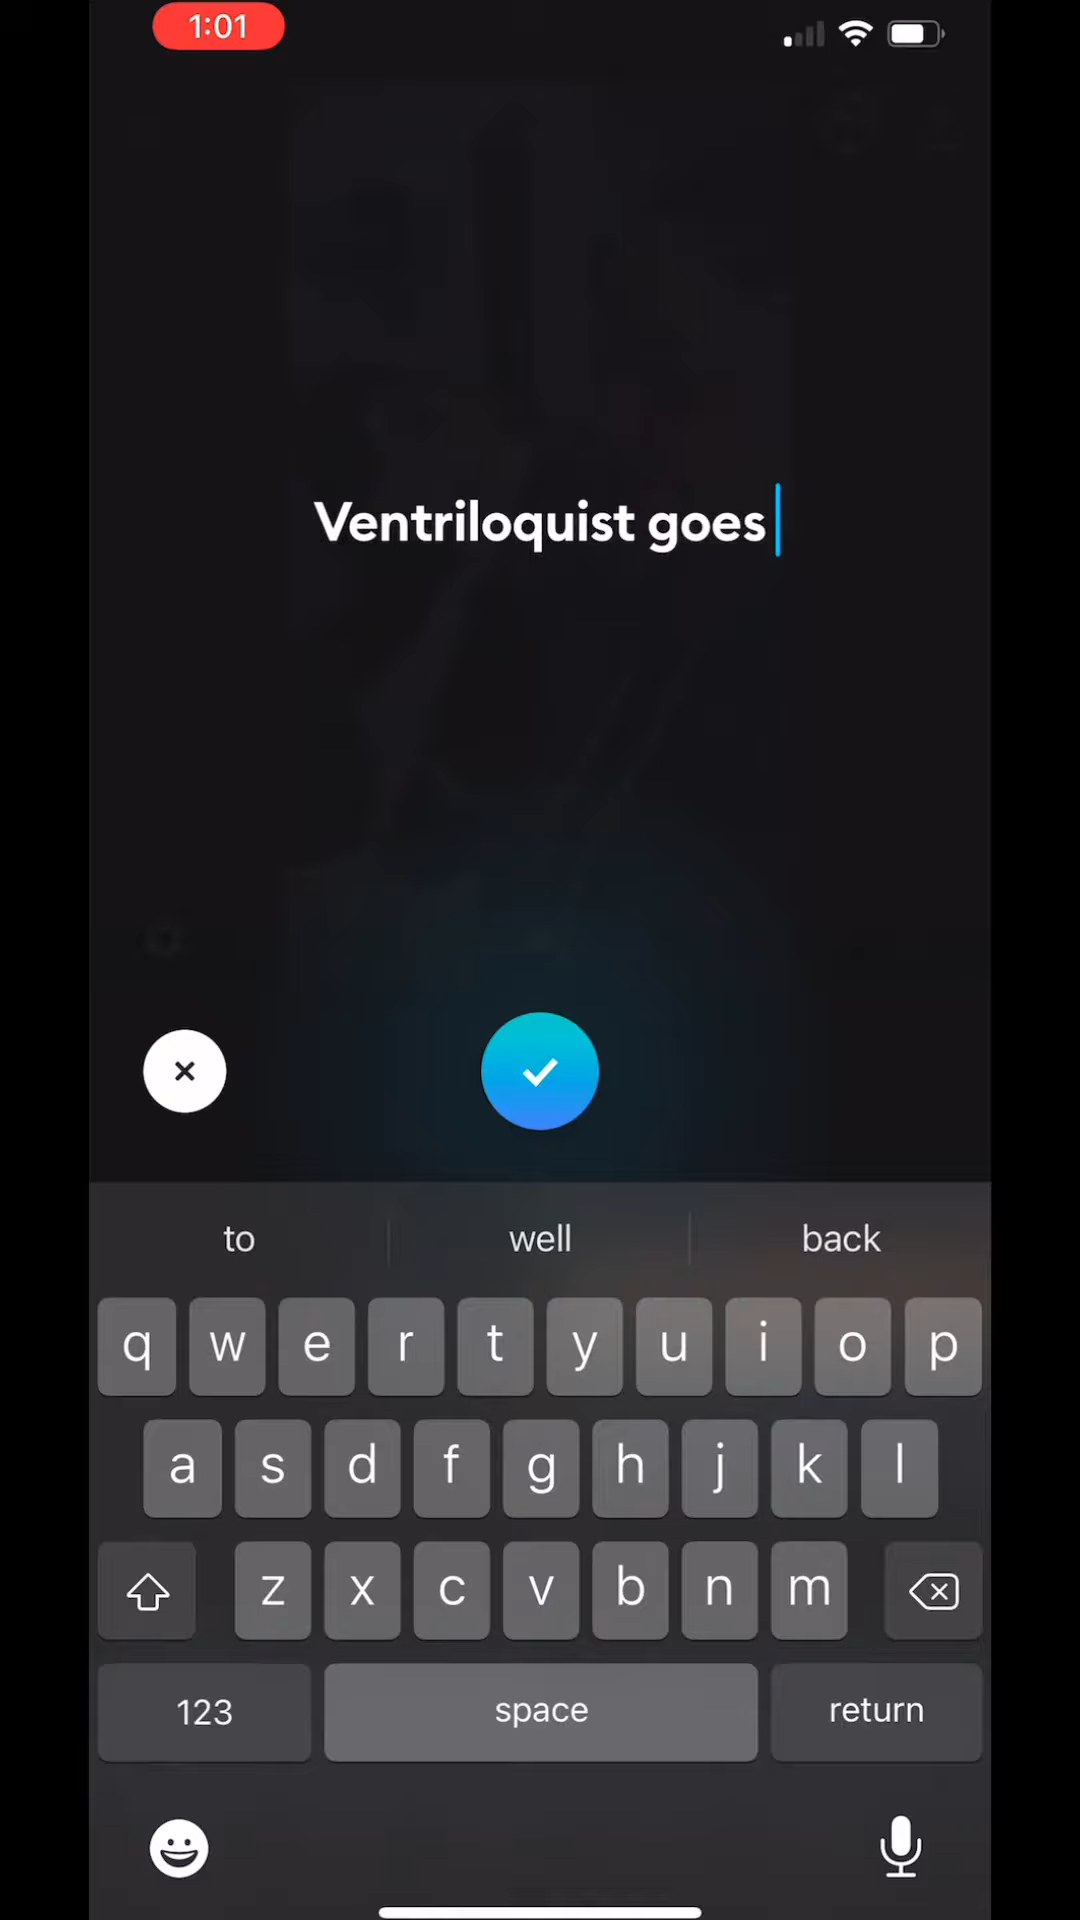 1:01
Ventriloquist goes
to well back
q w e r t y u i o p
a s d f g h j k l
z x c v b n m
123 space return